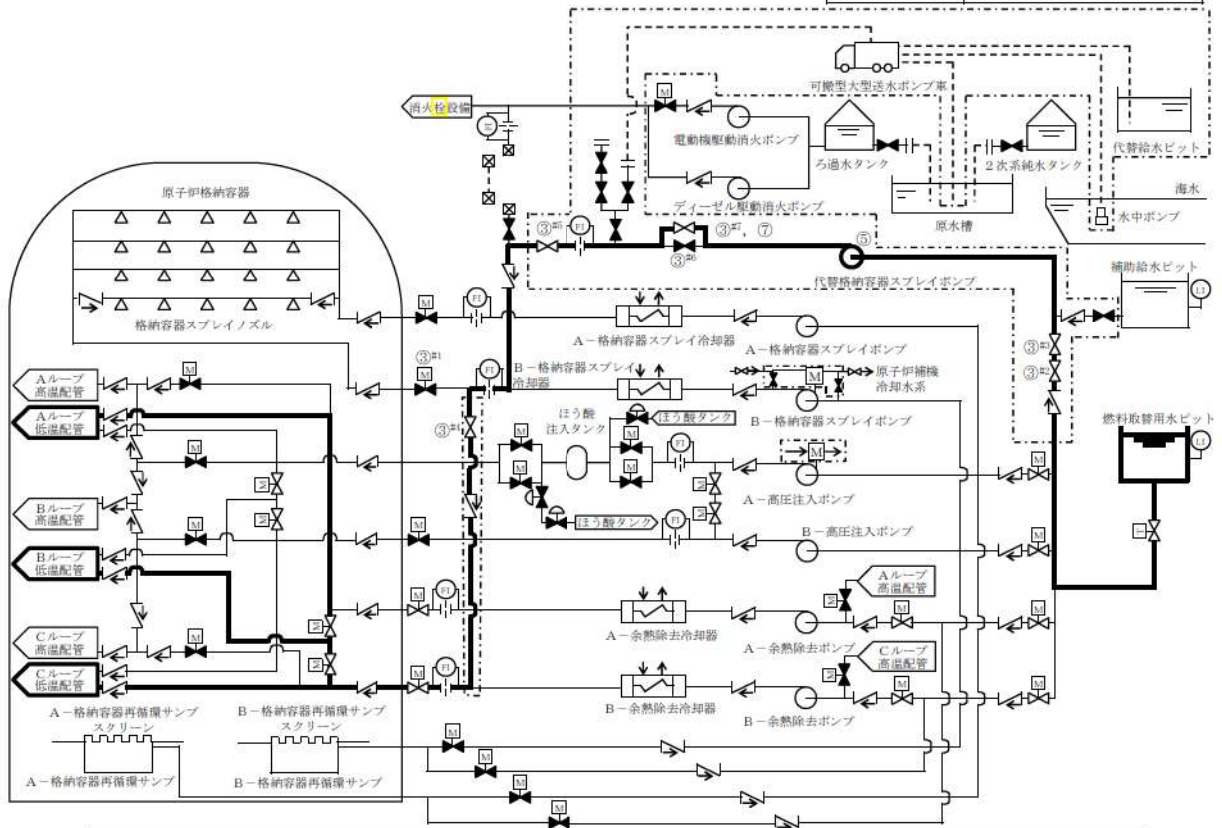 可搬型大型送水ポンプ車
消火栓設備
M
FI
電動機駆動消火ポンプ
ろ過水タンク
2次系純水タンク
代替給水ピット
ディーゼル駆動消火ポンプ
原水槽
海水
水中ポンプ
原子炉格納容器
③#5
FI
③#7, ⑦
③#6
⑤
代替格納容器スプレイポンプ
補助給水ピット
LI
格納容器スプレイノズル
M
FI
A-格納容器スプレイ冷却器
A-格納容器スプレイポンプ
③#3
③#2
③#1
M
FI
B-格納容器スプレイ
冷却器
M
原子炉補機
冷却水系
B-格納容器スプレイポンプ
燃料取替用水ピット
LI
Aループ
高温配管
M
Aループ
低温配管
③#4
ほう酸
注入タンク
ほう酸タンク
M
M
M
M
FI
M
M
A-高圧注入ポンプ
M
M
M
Bループ
高温配管
M
M
M
ほう酸タンク
FI
M
B-高圧注入ポンプ
M
T
Bループ
低温配管
M
FI
A-余熱除去冷却器
A-余熱除去ポンプ
Aループ
高温配管
M
M
M
Cループ
高温配管
M
M
M
Cループ
低温配管
M
FI
B-余熱除去冷却器
B-余熱除去ポンプ
Cループ
高温配管
M
M
M
A-格納容器再循環サンプ
スクリーン
B-格納容器再循環サンプ
スクリーン
A-格納容器再循環サンプ
B-格納容器再循環サンプ
M
M
M
M